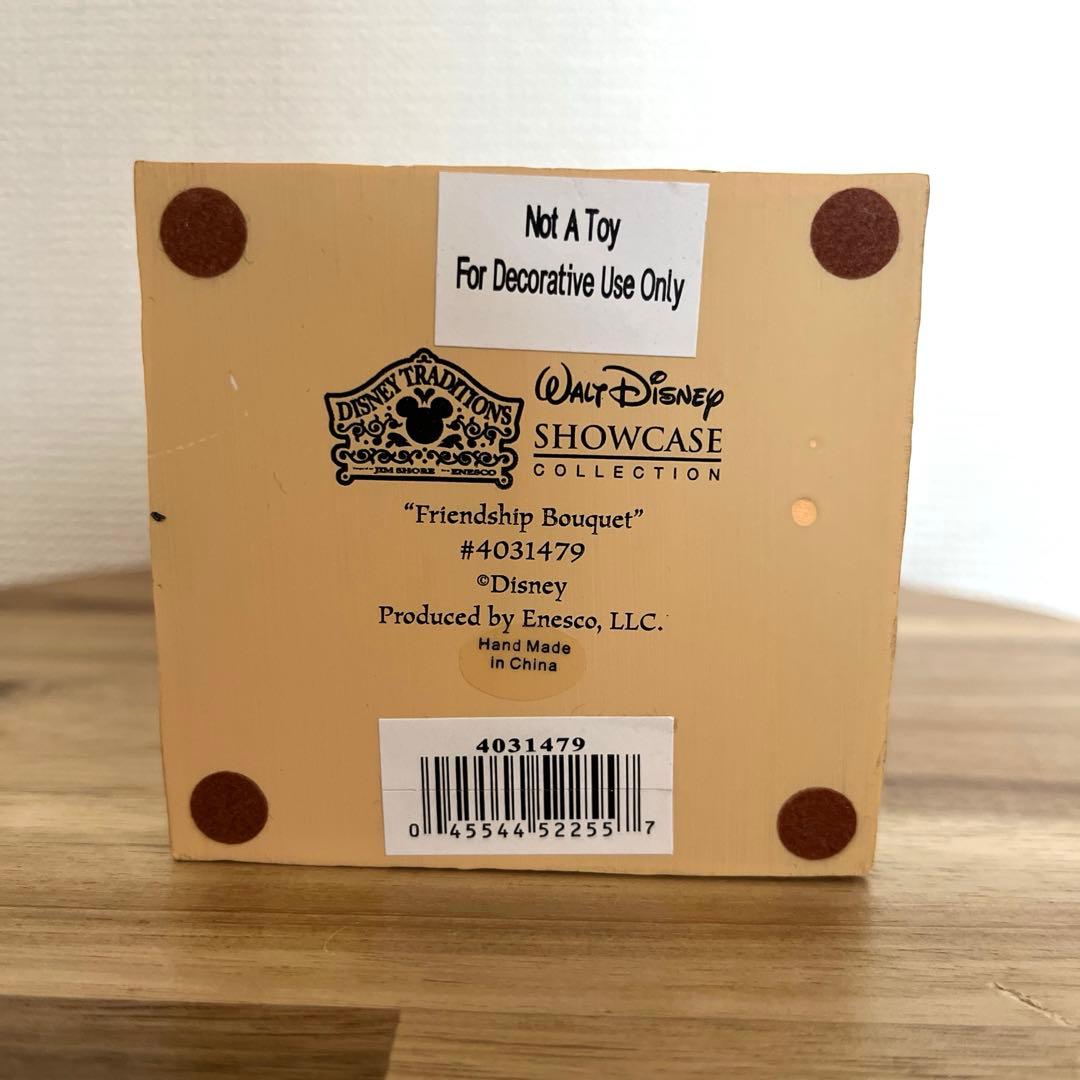 Not A Toy
For Decorative Use Only
DISNEY TRADITIONS
JIM SHORE ENESCO
WALT DISNEY
SHOWCASE
COLLECTION
“Friendship Bouquet”
#4031479
©Disney
Produced by Enesco, LLC.
Hand Made
in China
4031479
0 45544 52255 7